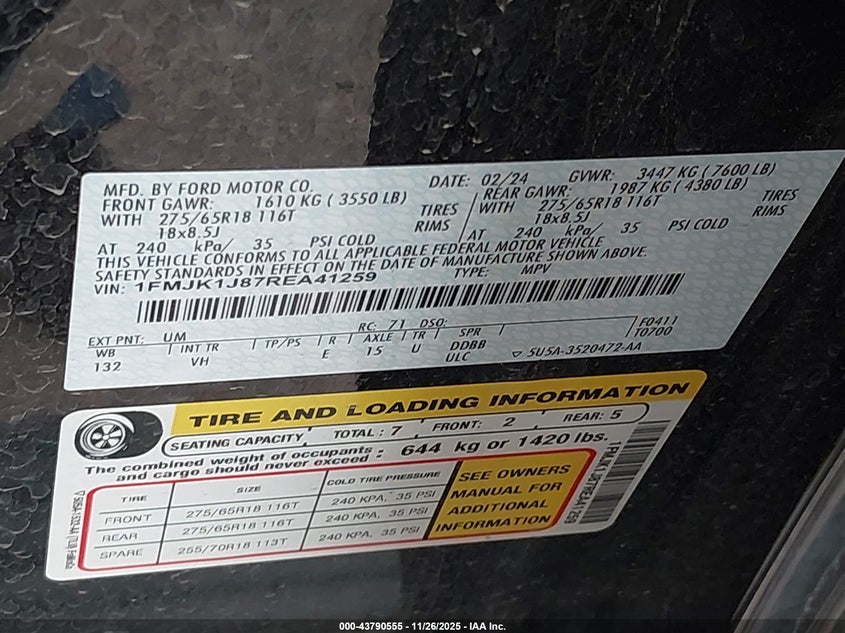 MFD. BY FORD MOTOR CO. DATE: 02/24 GVWR: 3447 KG ( 7600 LB)
FRONT GAWR: 1610 KG ( 3550 LB) REAR GAWR: 1987 KG ( 4380 LB)
WITH 275/65R18 116T TIRES WITH 275/65R18 116T TIRES
18x8.5J RIMS 18x8.5J RIMS
AT 240 kPa/ 35 PSI COLD AT 240 kPa/ 35 PSI COLD
THIS VEHICLE CONFORMS TO ALL APPLICABLE FEDERAL MOTOR VEHICLE
SAFETY STANDARDS IN EFFECT ON THE DATE OF MANUFACTURE SHOWN ABOVE.
VIN: 1FMJK1J87REA41259 TYPE: MPV
EXT PNT: UM RC: 71 DSO: F0411
WB INT TR TP/PS R AXLE TR SPR T0700
132 VH E 15 U DDBB
ULC 5U5A-3520472-AA
TIRE AND LOADING INFORMATION
SEATING CAPACITY TOTAL : 7 FRONT: 2 REAR: 5
The combined weight of occupants
and cargo should never exceed : 644 kg or 1420 lbs.
TIRE SIZE COLD TIRE PRESSURE
FRONT 275/65R18 116T 240 KPA, 35 PSI
REAR 275/65R18 116T 240 KPA, 35 PSI
SPARE 255/70R18 113T 240 KPA, 35 PSI
SEE OWNERS
MANUAL FOR
ADDITIONAL
INFORMATION
1FMJK1J87REA41259
000-43790555 - 11/26/2025 - IAA Inc.